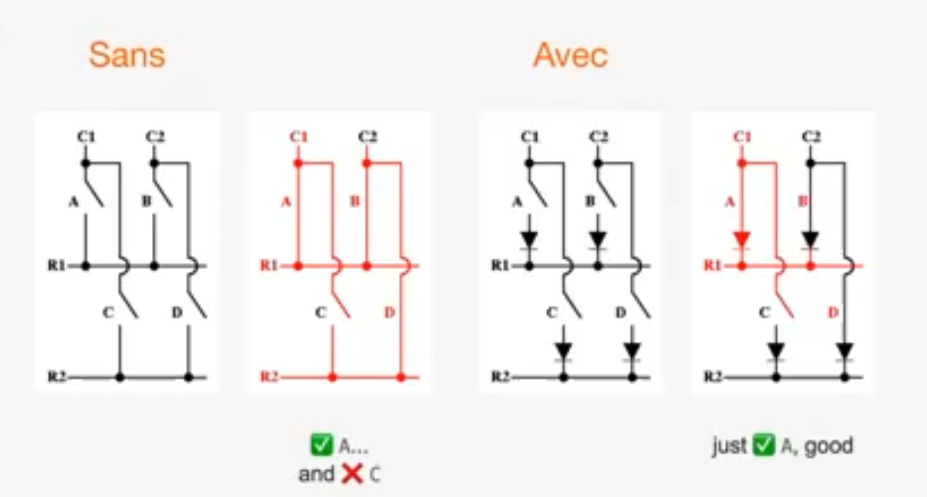 Sans
Avec
C1 C2
A B
R1
C D
R2
C1 C2
A B
R1
C D
R2
C1 C2
A B
R1
C D
R2
C1 C2
A B
R1
C D
R2
✅ A...
and ❌ C
just ✅ A, good